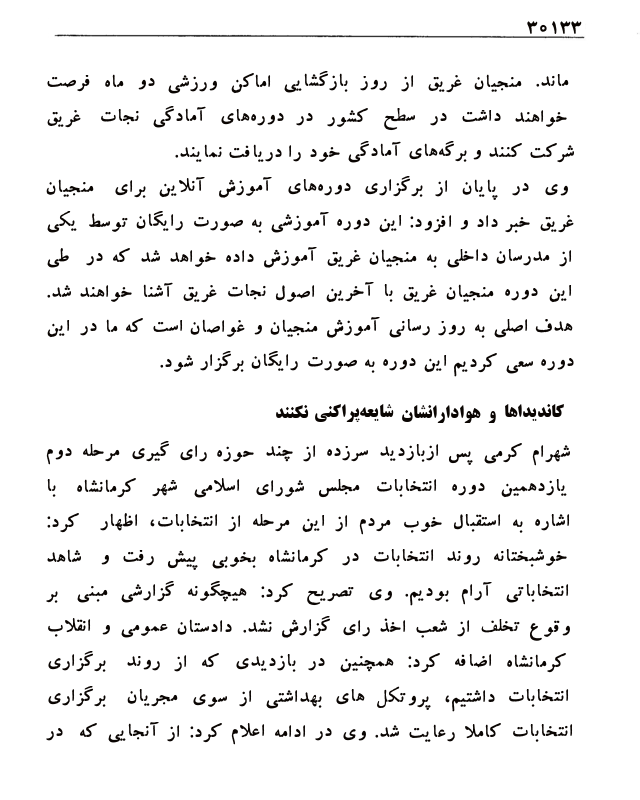 ۳۰۱۳۳
ماند. منجیان غریق از روز بازگشایی اماکن ورزشی دو ماه فرصت
خواهند داشت در سطح کشور در دوره‌های آمادگی نجات غریق
شرکت کنند و برگه‌های آمادگی خود را دریافت نمایند.
وی در پایان از برگزاری دوره‌های آموزش آنلاین برای منجیان
غریق خبر داد و افزود: این دوره آموزشی به صورت رایگان توسط یکی
از مدرسان داخلی به منجیان غریق آموزش داده خواهد شد که در طی
این دوره منجیان غریق با آخرین اصول نجات غریق آشنا خواهند شد.
هدف اصلی به روز رسانی آموزش منجیان و غواصان است که ما در این
دوره سعی کردیم این دوره به صورت رایگان برگزار شود.
کاندیداها و هوادارانشان شایعه‌پراکنی نکنند
شهرام کرمی پس ازبازدید سرزده از چند حوزه رای گیری مرحله دوم
یازدهمین دوره انتخابات مجلس شورای اسلامی شهر کرمانشاه با
اشاره به استقبال خوب مردم از این مرحله از انتخابات، اظهار کرد:
خوشبختانه روند انتخابات در کرمانشاه بخوبی پیش رفت و شاهد
انتخاباتی آرام بودیم. وی تصریح کرد: هیچگونه گزارشی مبنی بر
وقوع تخلف از شعب اخذ رای گزارش نشد. دادستان عمومی و انقلاب
کرمانشاه اضافه کرد: همچنین در بازدیدی که از روند برگزاری
انتخابات داشتیم، پروتکل های بهداشتی از سوی مجریان برگزاری
انتخابات کاملا رعایت شد. وی در ادامه اعلام کرد: از آنجایی که در